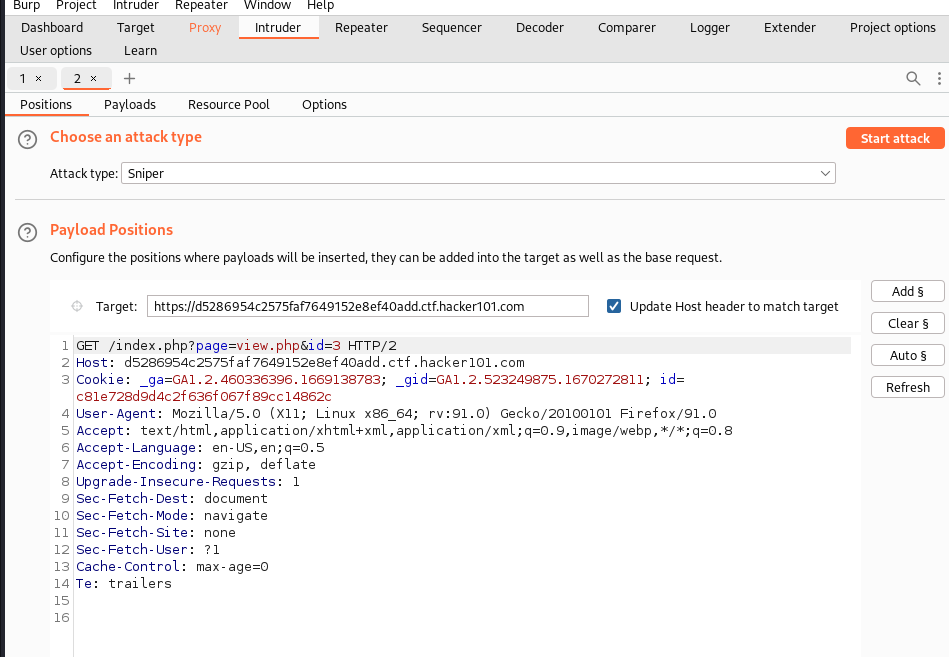 Burp Project Intruder Repeater Window Help
Dashboard Target Proxy Intruder Repeater Sequencer Decoder Comparer Logger Extender Project options
User options Learn
1 × 2 × +
Positions Payloads Resource Pool Options
? Choose an attack type Start attack
Attack type: Sniper
? Payload Positions
Configure the positions where payloads will be inserted, they can be added into the target as well as the base request.
Add §
Target: https://d5286954c2575faf7649152e8ef40add.ctf.hacker101.com Update Host header to match target
Clear §
1 GET /index.php?page=view.php&id=3 HTTP/2
Auto §
2 Host: d5286954c2575faf7649152e8ef40add.ctf.hacker101.com
3 Cookie: _ga=GA1.2.460336396.1669138783; _gid=GA1.2.523249875.1670272811; id=
Refresh
c81e728d9d4c2f636f067f89cc14862c
4 User-Agent: Mozilla/5.0 (X11; Linux x86_64; rv:91.0) Gecko/20100101 Firefox/91.0
5 Accept: text/html,application/xhtml+xml,application/xml;q=0.9,image/webp,*/*;q=0.8
6 Accept-Language: en-US,en;q=0.5
7 Accept-Encoding: gzip, deflate
8 Upgrade-Insecure-Requests: 1
9 Sec-Fetch-Dest: document
10 Sec-Fetch-Mode: navigate
11 Sec-Fetch-Site: none
12 Sec-Fetch-User: ?1
13 Cache-Control: max-age=0
14 Te: trailers
15
16